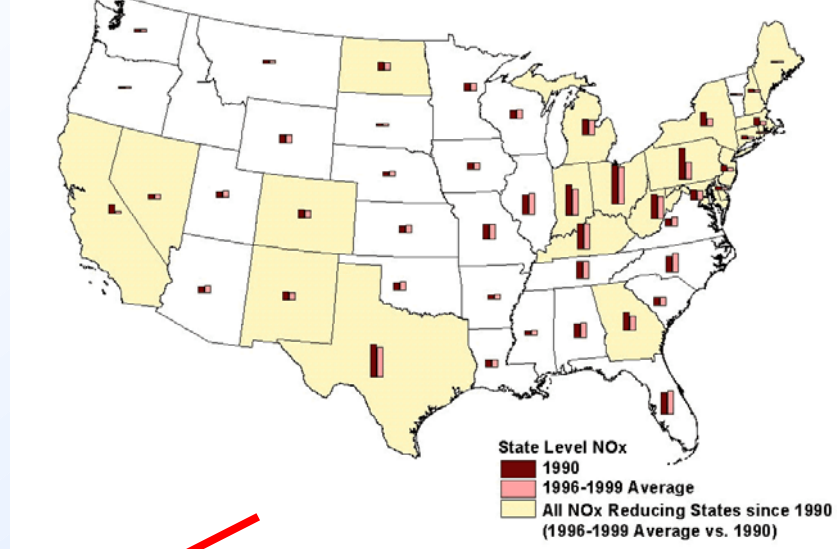 State Level NOx
1990
1996-1999 Average
All NOx Reducing States since 1990
(1996-1999 Average vs. 1990)